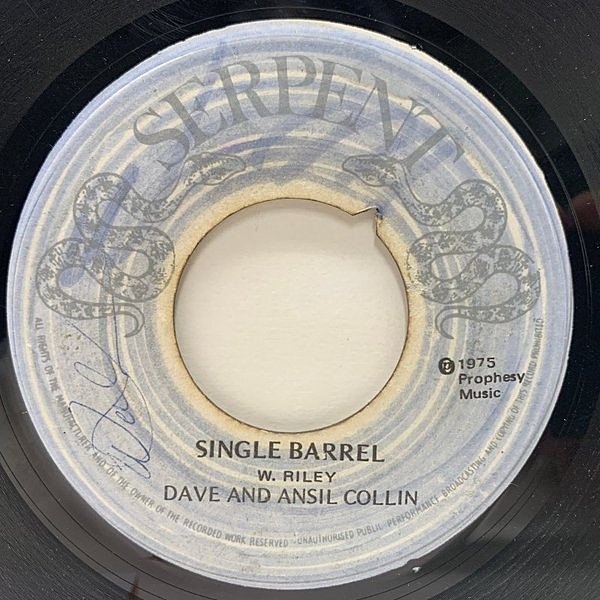 SERPENT
℗ 1975
Prophesy
Music
SINGLE BARREL
W. RILEY
DAVE AND ANSIL COLLIN
ALL RIGHTS OF THE MANUFACTURER AND OF THE OWNER OF THE RECORDED WORK RESERVED - UNAUTHORISED PUBLIC PERFORMANCE BROADCASTING AND COPYING OF THIS RECORD PROHIBITED